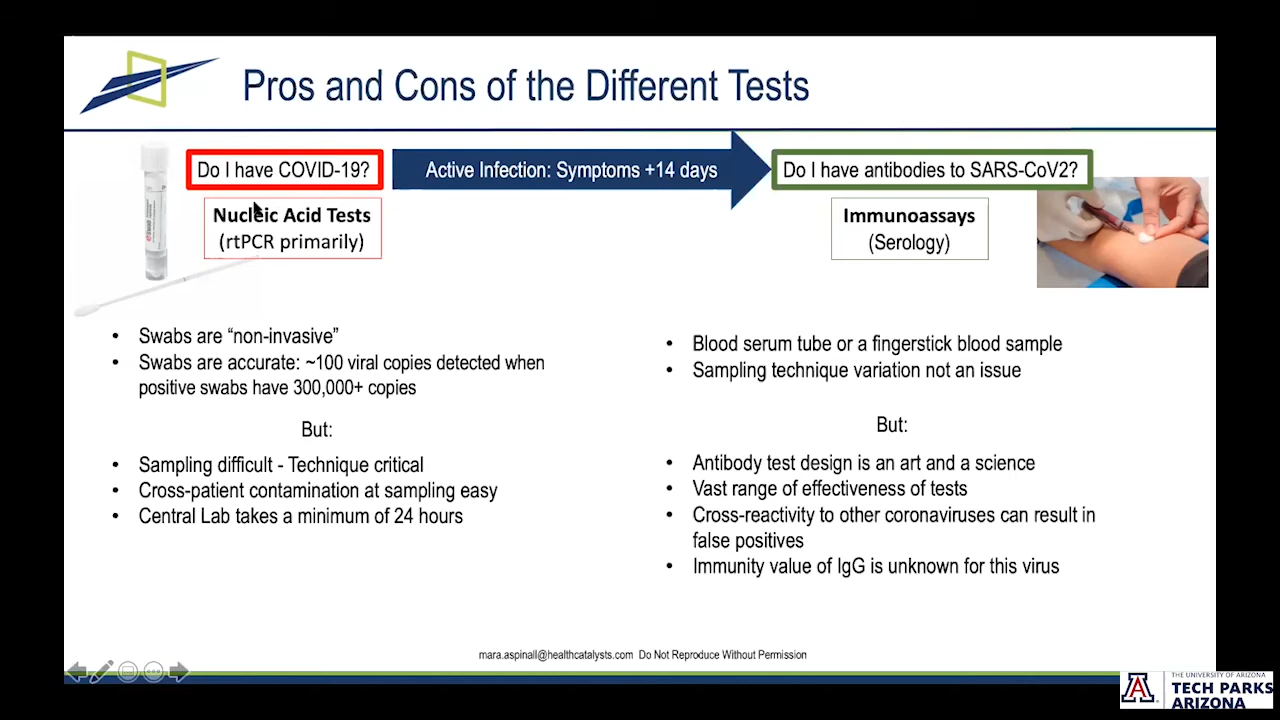 Pros and Cons of the Different Tests
Do I have COVID-19?
Active Infection: Symptoms +14 days
Do I have antibodies to SARS-CoV2?
Nucleic Acid Tests
(rtPCR primarily)
Immunoassays
(Serology)
• Swabs are “non-invasive”
• Swabs are accurate: ~100 viral copies detected when
positive swabs have 300,000+ copies
But:
• Sampling difficult - Technique critical
• Cross-patient contamination at sampling easy
• Central Lab takes a minimum of 24 hours
• Blood serum tube or a fingerstick blood sample
• Sampling technique variation not an issue
But:
• Antibody test design is an art and a science
• Vast range of effectiveness of tests
• Cross-reactivity to other coronaviruses can result in
false positives
• Immunity value of IgG is unknown for this virus
mara.aspinall@healthcatalysts.com Do Not Reproduce Without Permission
THE UNIVERSITY OF ARIZONA
TECH PARKS
ARIZONA